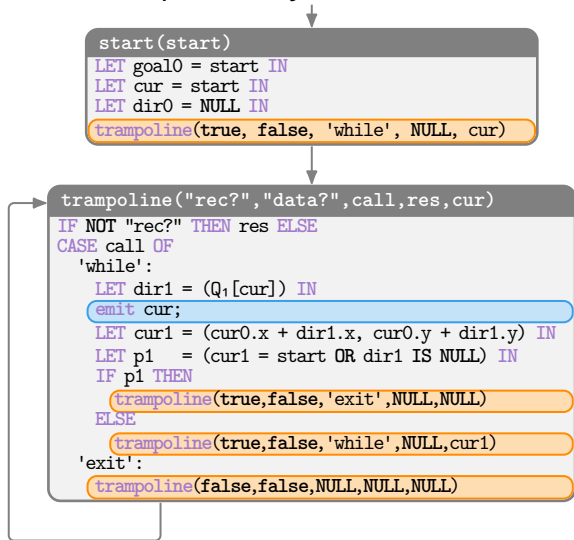 start(start)
LET goal0 = start IN
LET cur = start IN
LET dir0 = NULL IN
trampoline(true, false, 'while', NULL, cur)
trampoline("rec?","data?",call,res,cur)
IF NOT "rec?" THEN res ELSE
CASE call OF
'while':
LET dir1 = (Q₁[cur]) IN
emit cur;
LET cur1 = (cur0.x + dir1.x, cur0.y + dir1.y) IN
LET p1 = (cur1 = start OR dir1 IS NULL) IN
IF p1 THEN
trampoline(true,false,'exit',NULL,NULL)
ELSE
trampoline(true,false,'while',NULL,cur1)
'exit':
trampoline(false,false,NULL,NULL,NULL)